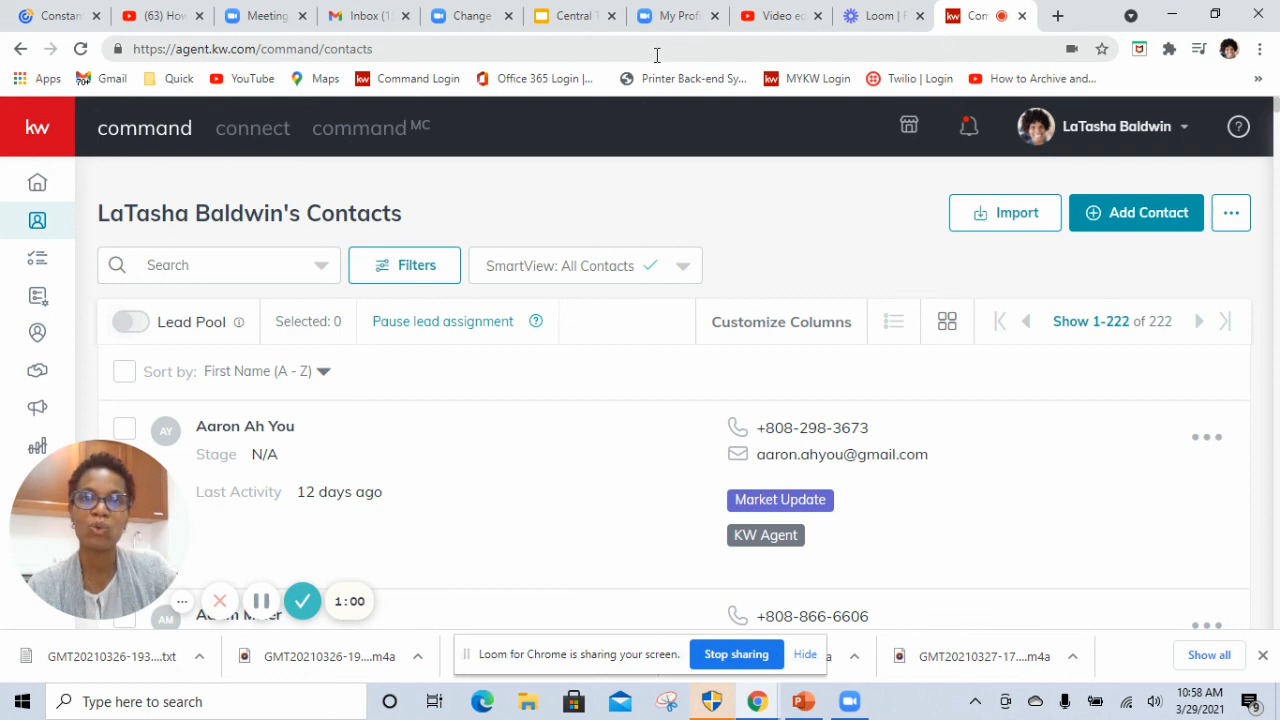 Constan
(63) How
Meeting
Inbox (1
Change
Central T
My Prof
Video ec
Loom | F
Com
https://agent.kw.com/command/contacts
Apps
Gmail
Quick
YouTube
Maps
Command Login
Office 365 Login |...
Printer Back-end Sy...
MYKW Login
Twilio | Login
How to Archive and...
»
kw
command
connect
command MC
LaTasha Baldwin
LaTasha Baldwin's Contacts
Import
Add Contact
Search
Filters
SmartView: All Contacts
Lead Pool
Selected: 0
Pause lead assignment
Customize Columns
Show 1-222 of 222
Sort by: First Name (A - Z)
AY
Aaron Ah You
+808-298-3673
Stage N/A
aaron.ahyou@gmail.com
Last Activity 12 days ago
Market Update
KW Agent
1:00
AM
+808-866-6606
GMT20210326-193....txt
GMT20210326-19....m4a
Loom for Chrome is sharing your screen.
Stop sharing
Hide
GMT20210327-17....m4a
Show all
Type here to search
10:58 AM
3/29/2021
9